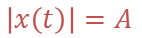 |x(t)| = A